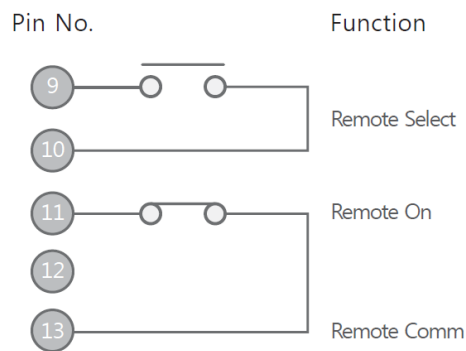 Pin No. Function
9
Remote Select
10
11 Remote On
12
13 Remote Comm